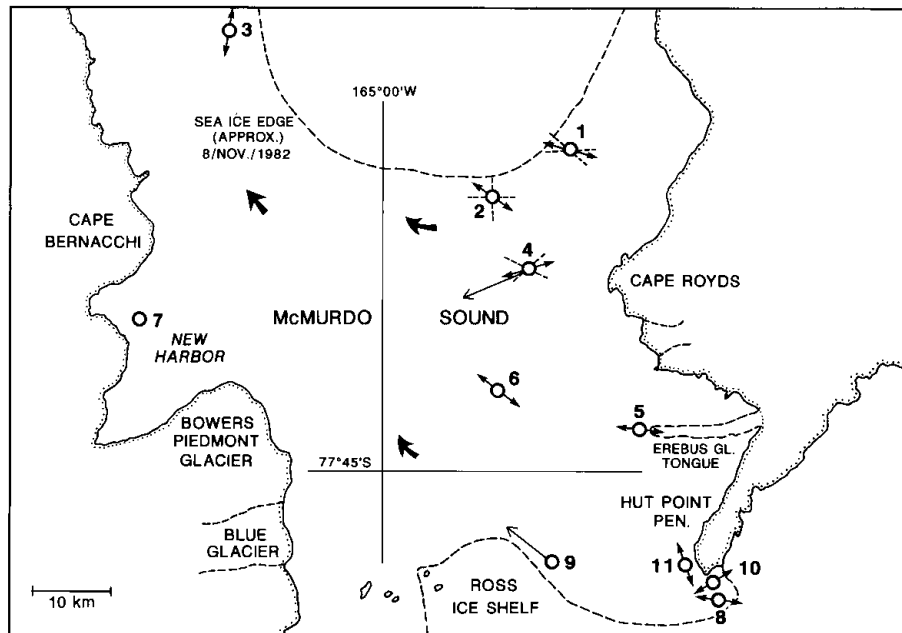 3
165°00'W
SEA ICE EDGE
(APPROX.)
8/NOV./1982
1
2
CAPE
BERNACCHI
4
CAPE ROYDS
7
McMURDO SOUND
NEW
HARBOR
6
5
BOWERS
PIEDMONT
GLACIER
EREBUS GL.
TONGUE
77°45'S
HUT POINT
PEN.
BLUE
GLACIER
9
11
10
ROSS
ICE SHELF
8
10 km